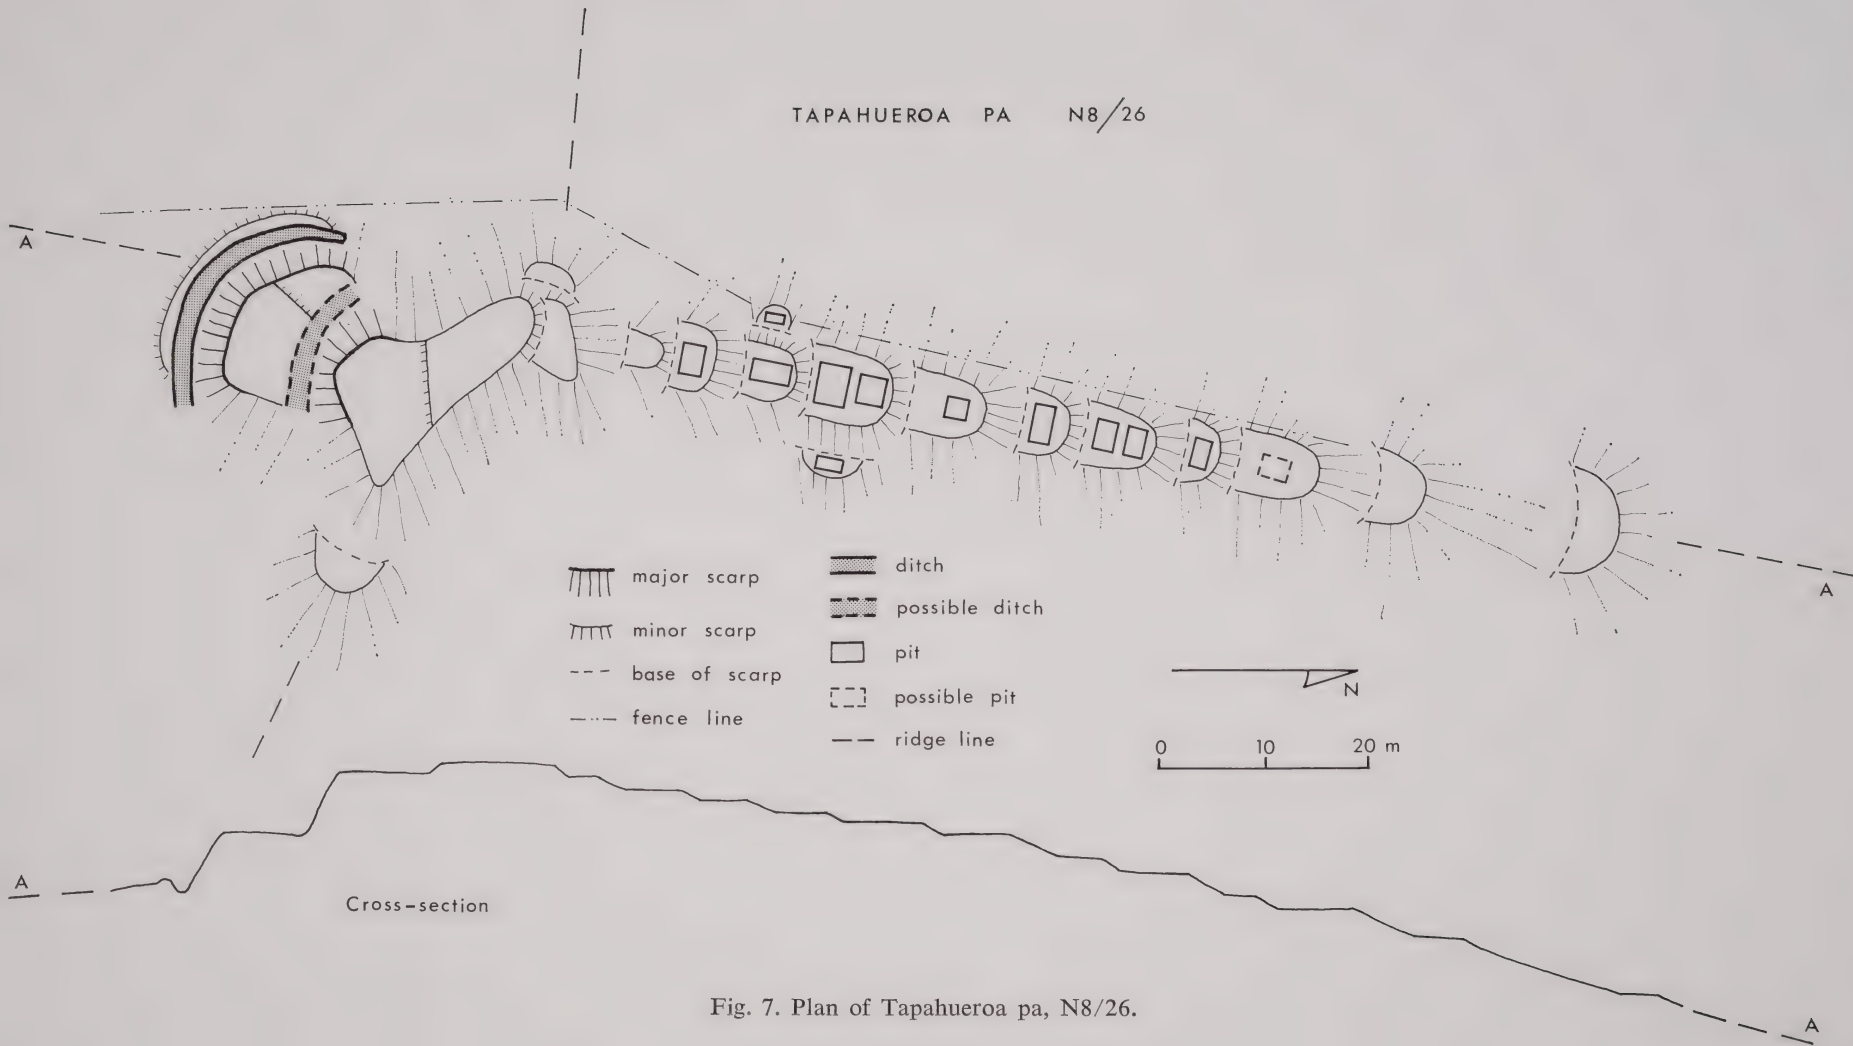 TAPAHUEROA PA N8/26
A
major scarp
minor scarp
base of scarp
fence line
ditch
possible ditch
pit
possible pit
ridge line
A
N
0 10 20 m
A
Cross-section
A
Fig. 7. Plan of Tapahueroa pa, N8/26.